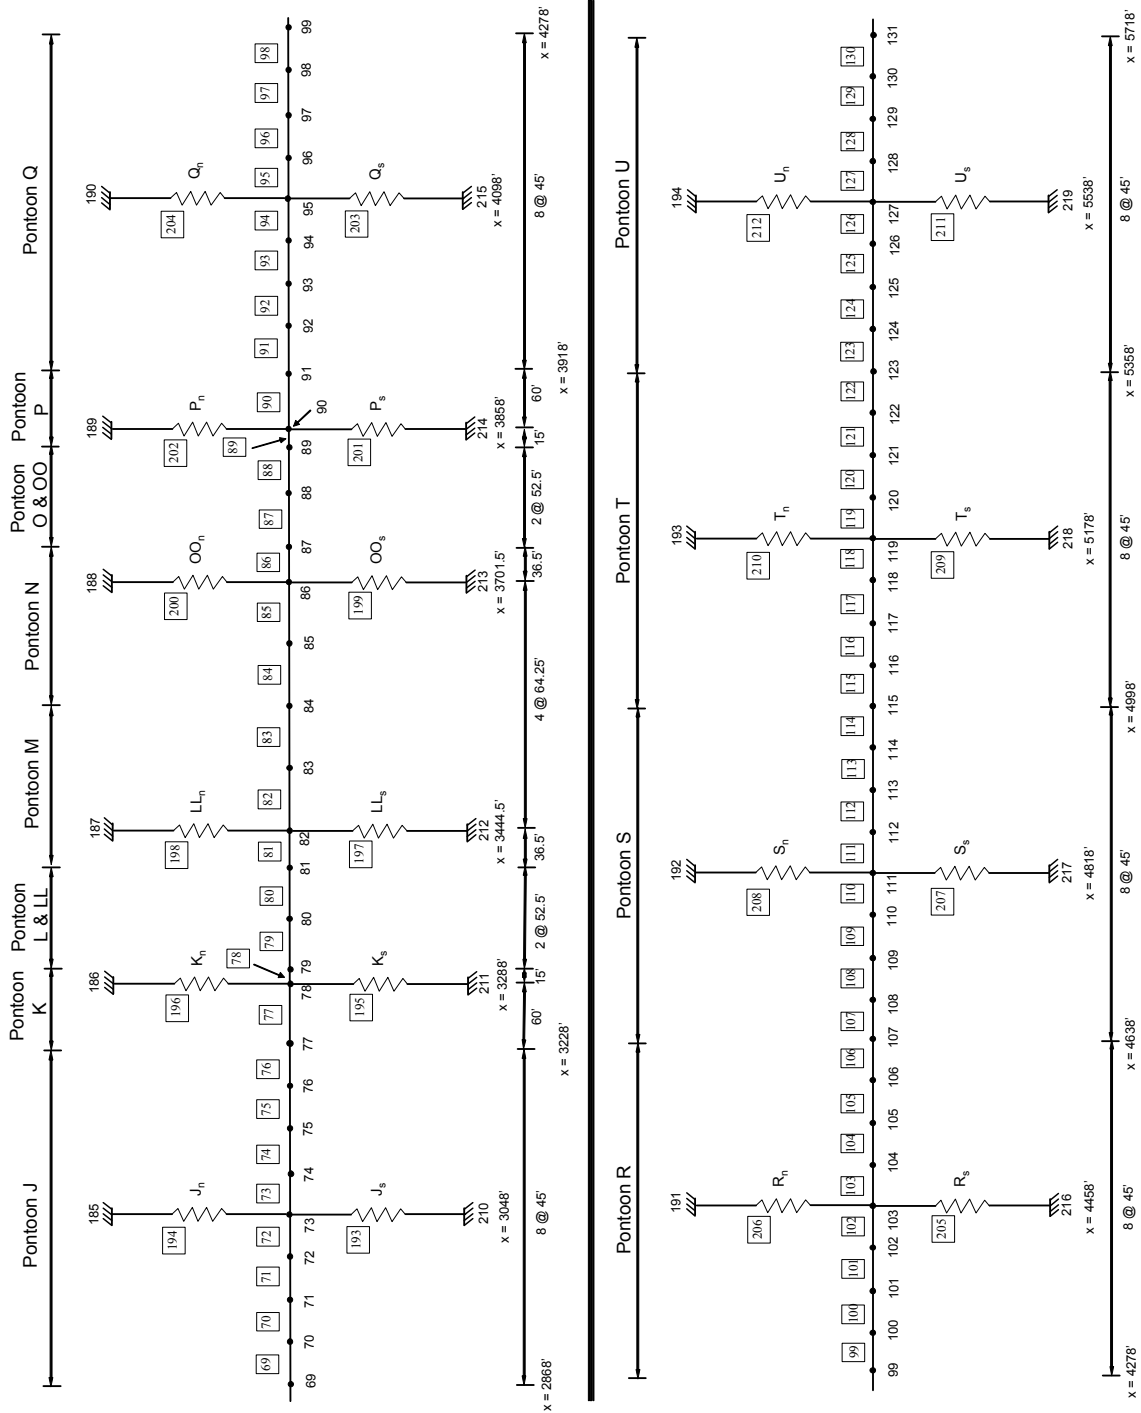 Pontoon J
Pontoon
K
Pontoon
L & LL
Pontoon M
Pontoon N
Pontoon
O & OO
Pontoon
P
Pontoon Q
185
186
187
188
189
190
194
Jn
196
Kn
198
LLn
200
OOn
202
Pn
204
Qn
69
70
71
72
73
74
75
76
77
78
79
80
81
82
83
84
85
86
87
88
89
90
91
92
93
94
95
96
97
98
69
70
71
72
73
74
75
76
77
78
79
80
81
82
83
84
85
86
87
88
89
90
91
92
93
94
95
96
97
98
99
193
Js
195
Ks
197
LLs
199
OOs
201
Ps
203
Qs
210
211
212
213
214
215
x = 3048'
x = 3288'
x = 3444.5'
x = 3701.5'
x = 3858'
x = 4098'
8 @ 45'
60'
15'
2 @ 52.5'
36.5'
4 @ 64.25'
36.5'
2 @ 52.5'
15'
60'
8 @ 45'
x = 2868'
x = 3228'
x = 3918'
x = 4278'
Pontoon R
Pontoon S
Pontoon T
Pontoon U
191
192
193
194
206
Rn
208
Sn
210
Tn
212
Un
99
100
101
102
103
104
105
106
107
108
109
110
111
112
113
114
115
116
117
118
119
120
121
122
123
124
125
126
127
128
129
130
99
100
101
102
103
104
105
106
107
108
109
110
111
112
113
114
115
116
117
118
119
120
121
122
123
124
125
126
127
128
129
130
131
205
Rs
207
Ss
209
Ts
211
Us
216
217
218
219
x = 4458'
x = 4818'
x = 5178'
x = 5538'
8 @ 45'
8 @ 45'
8 @ 45'
8 @ 45'
x = 4278'
x = 4638'
x = 4998'
x = 5358'
x = 5718'